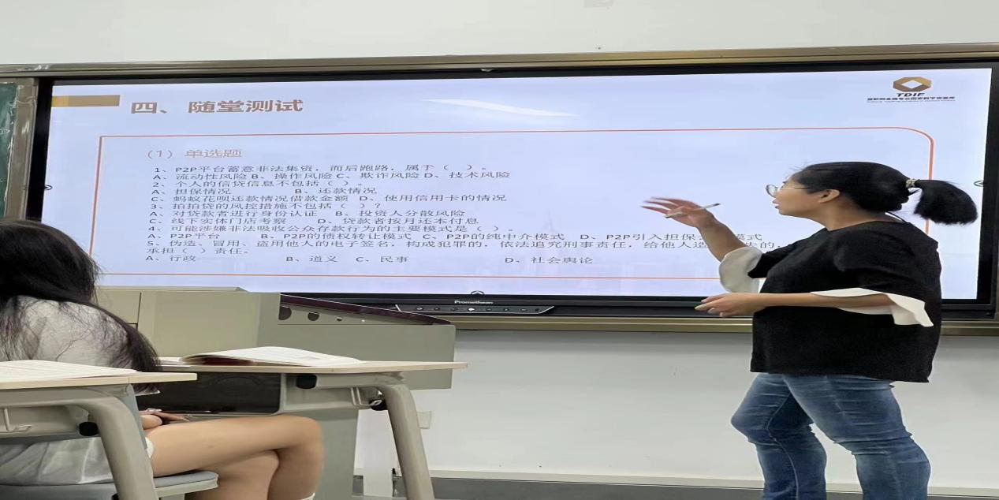 四、随堂测试
TDIF
(1) 单选题
1、P2P平台蓄意非法集资，而后跑路，属于（ ）。
A、流动性风险 B、操作风险 C、欺诈风险 D、技术风险
2、个人的信贷信息不包括（ ）。
A、担保情况 B、还款情况
C、蚂蚁花呗还款情况借款金额 D、使用信用卡的情况
3、拍拍贷的风控措施不包括（ ）？
A、对贷款者进行身份认证 B、投资人分散风险
C、线下实体门店考察 D、贷款者按月还本付息
4、可能涉嫌非法吸收公众存款行为的主要模式是（ ）。
A、P2P平台 B、P2P的债权转让模式 C、P2P的纯中介模式 D、P2P引入担保公 模式
5、伪造、冒用、盗用他人的电子签名，构成犯罪的，依法追究刑事责任，给他人造 的，
承担（ ）责任。
A、行政 B、道义 C、民事 D、社会舆论
Promethean